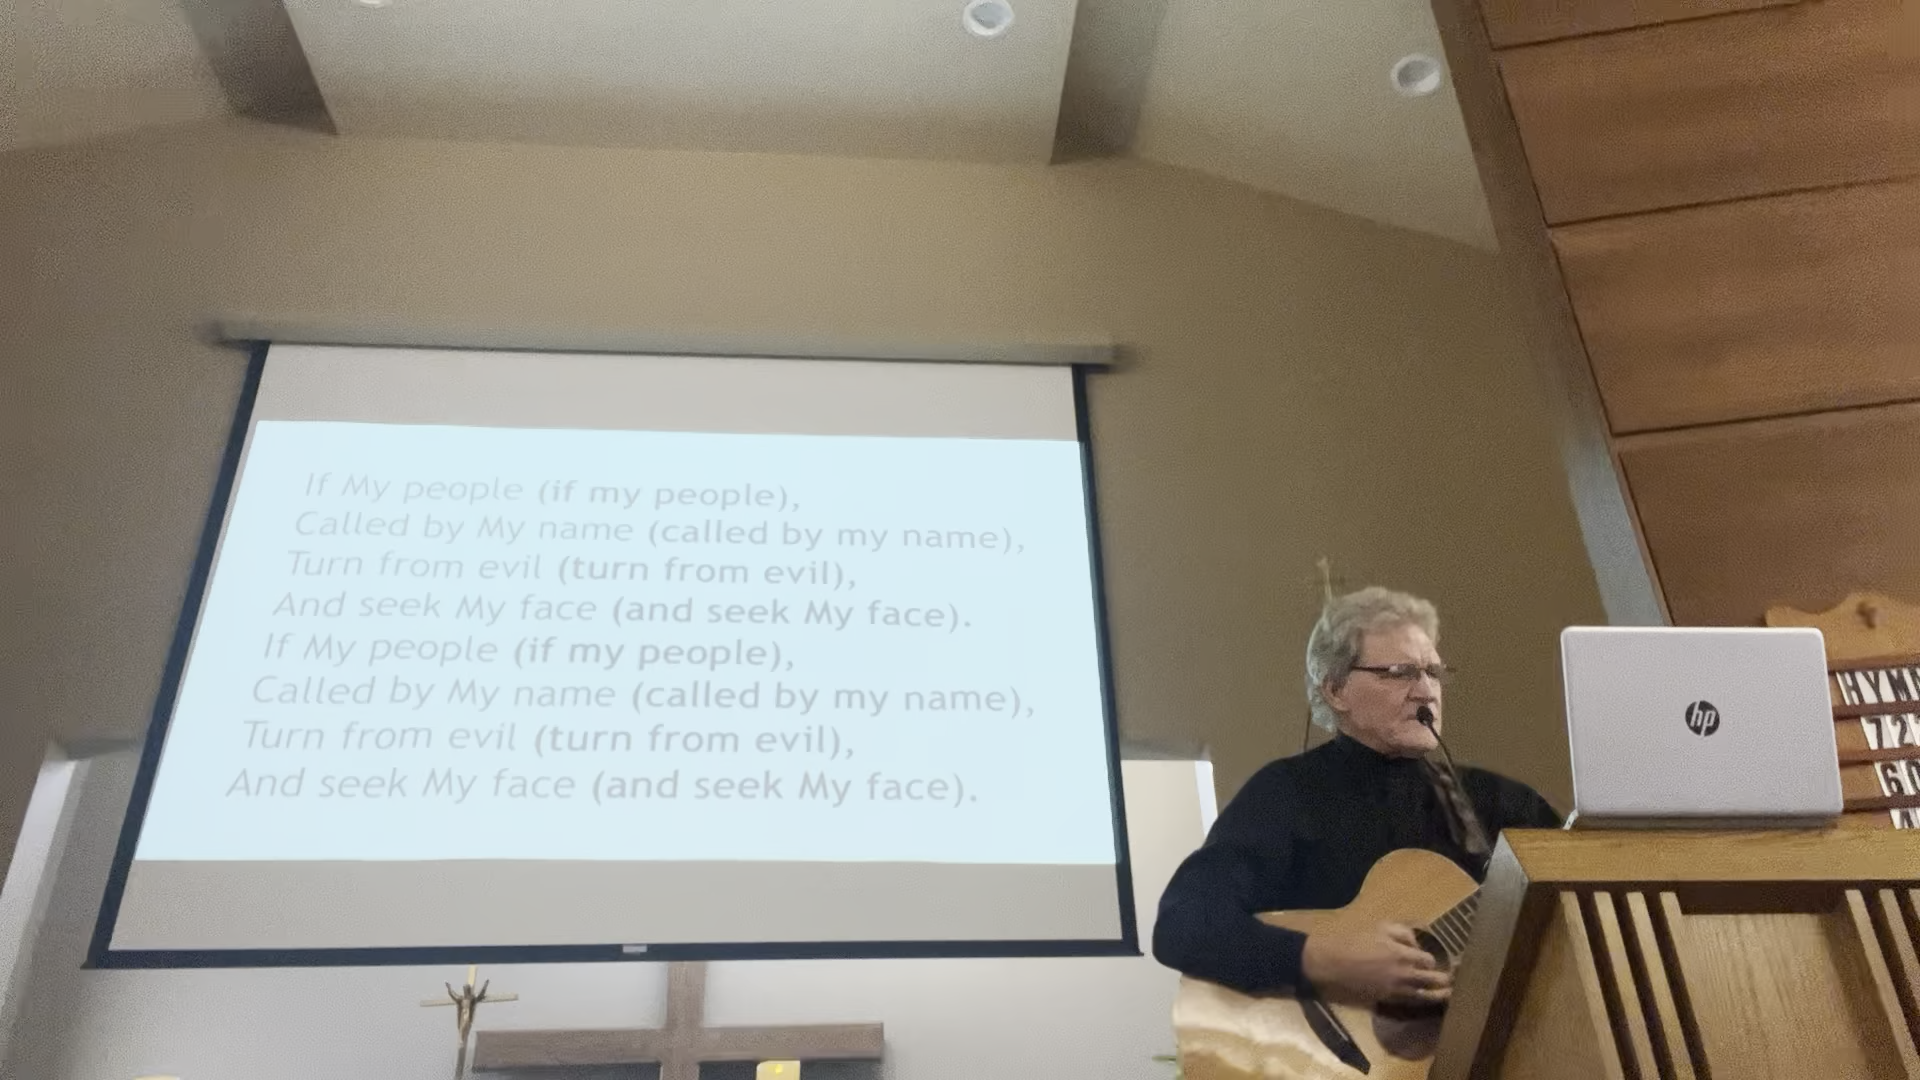 If My people (if my people),
Called by My name (called by my name),
Turn from evil (turn from evil),
And seek My face (and seek My face).
If My people (if my people),
Called by My name (called by my name),
Turn from evil (turn from evil),
And seek My face (and seek My face).
hp